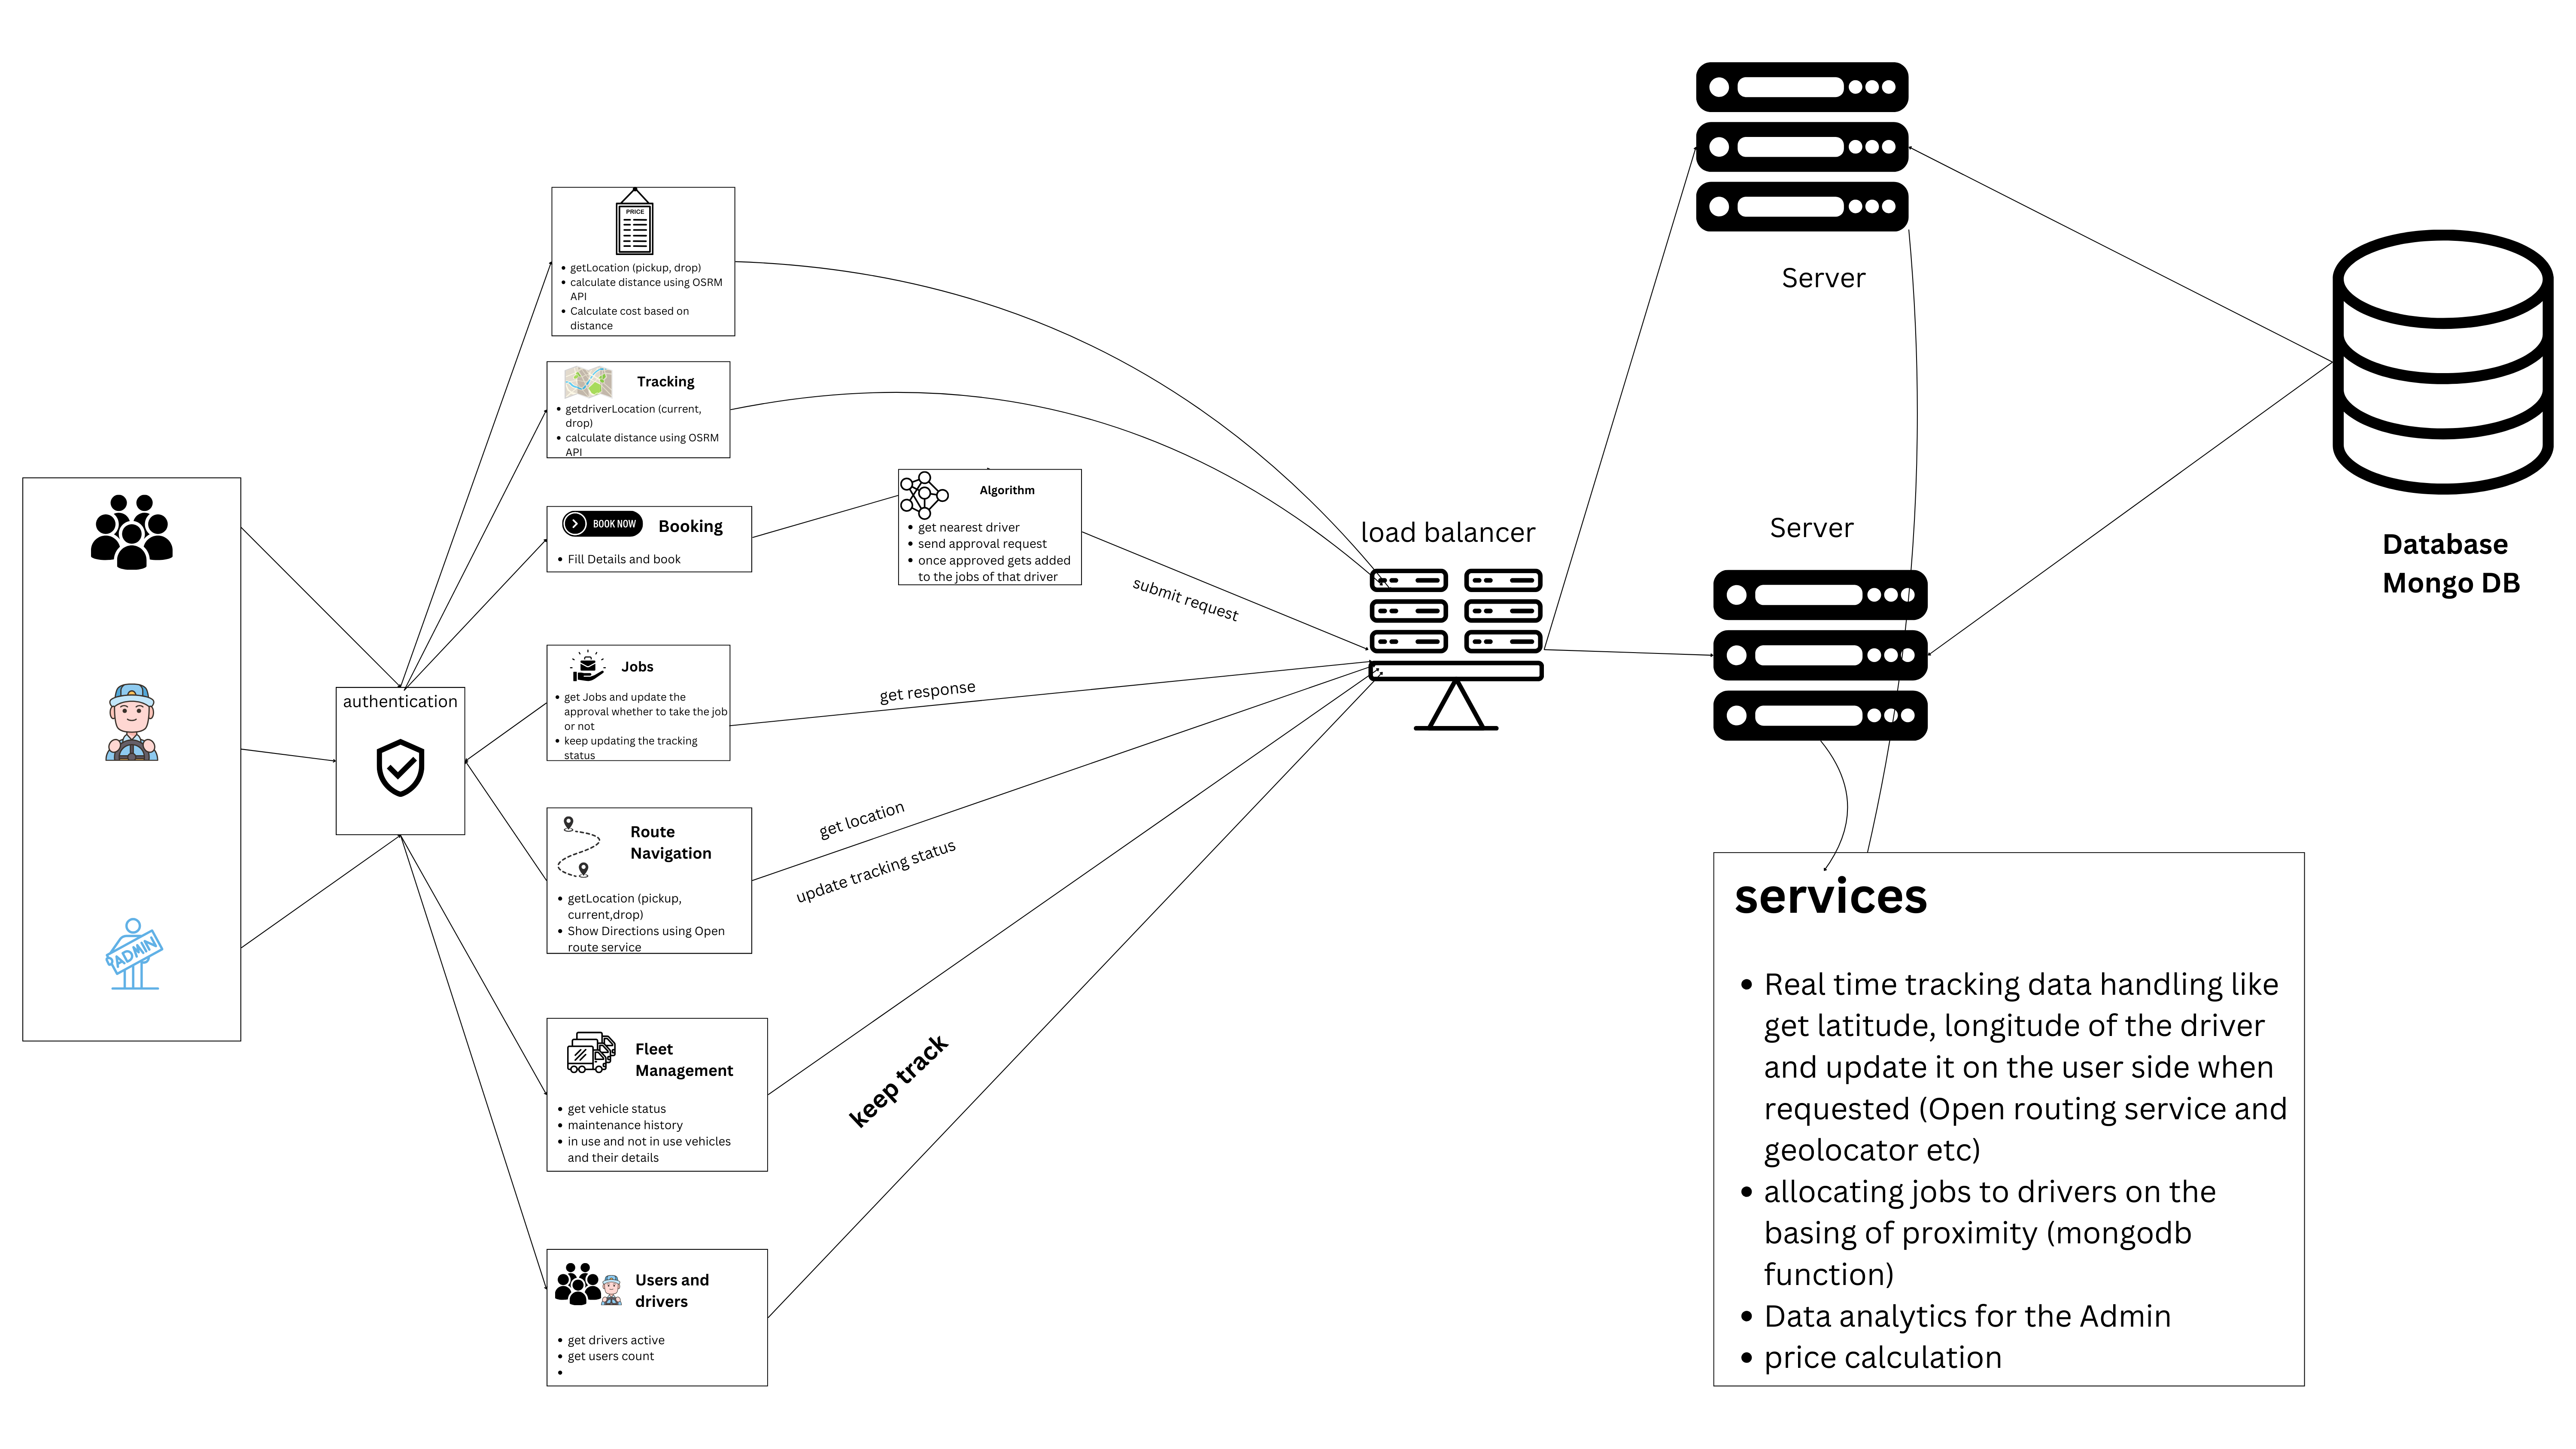 PRICE
• getLocation (pickup, drop)
• calculate distance using OSRM
API
• Calculate cost based on
distance
Tracking
• getdriverLocation (current,
drop)
• calculate distance using OSRM
API
BOOK NOW
Booking
• Fill Details and book
Algorithm
• get nearest driver
• send approval request
• once approved gets added
to the jobs of that driver
submit request
authentication
ADMIN
Jobs
• get Jobs and update the
approval whether to take the job
or not
• keep updating the tracking
status
get response
Route
Navigation
• getLocation (pickup,
current,drop)
• Show Directions using Open
route service
get location
update tracking status
Fleet
Management
• get vehicle status
• maintenance history
• in use and not in use vehicles
and their details
keep track
Users and
drivers
• get drivers active
• get users count
•
load balancer
Server
Server
Database
Mongo DB
services
• Real time tracking data handling like
get latitude, longitude of the driver
and update it on the user side when
requested (Open routing service and
geolocator etc)
• allocating jobs to drivers on the
basing of proximity (mongodb
function)
• Data analytics for the Admin
• price calculation